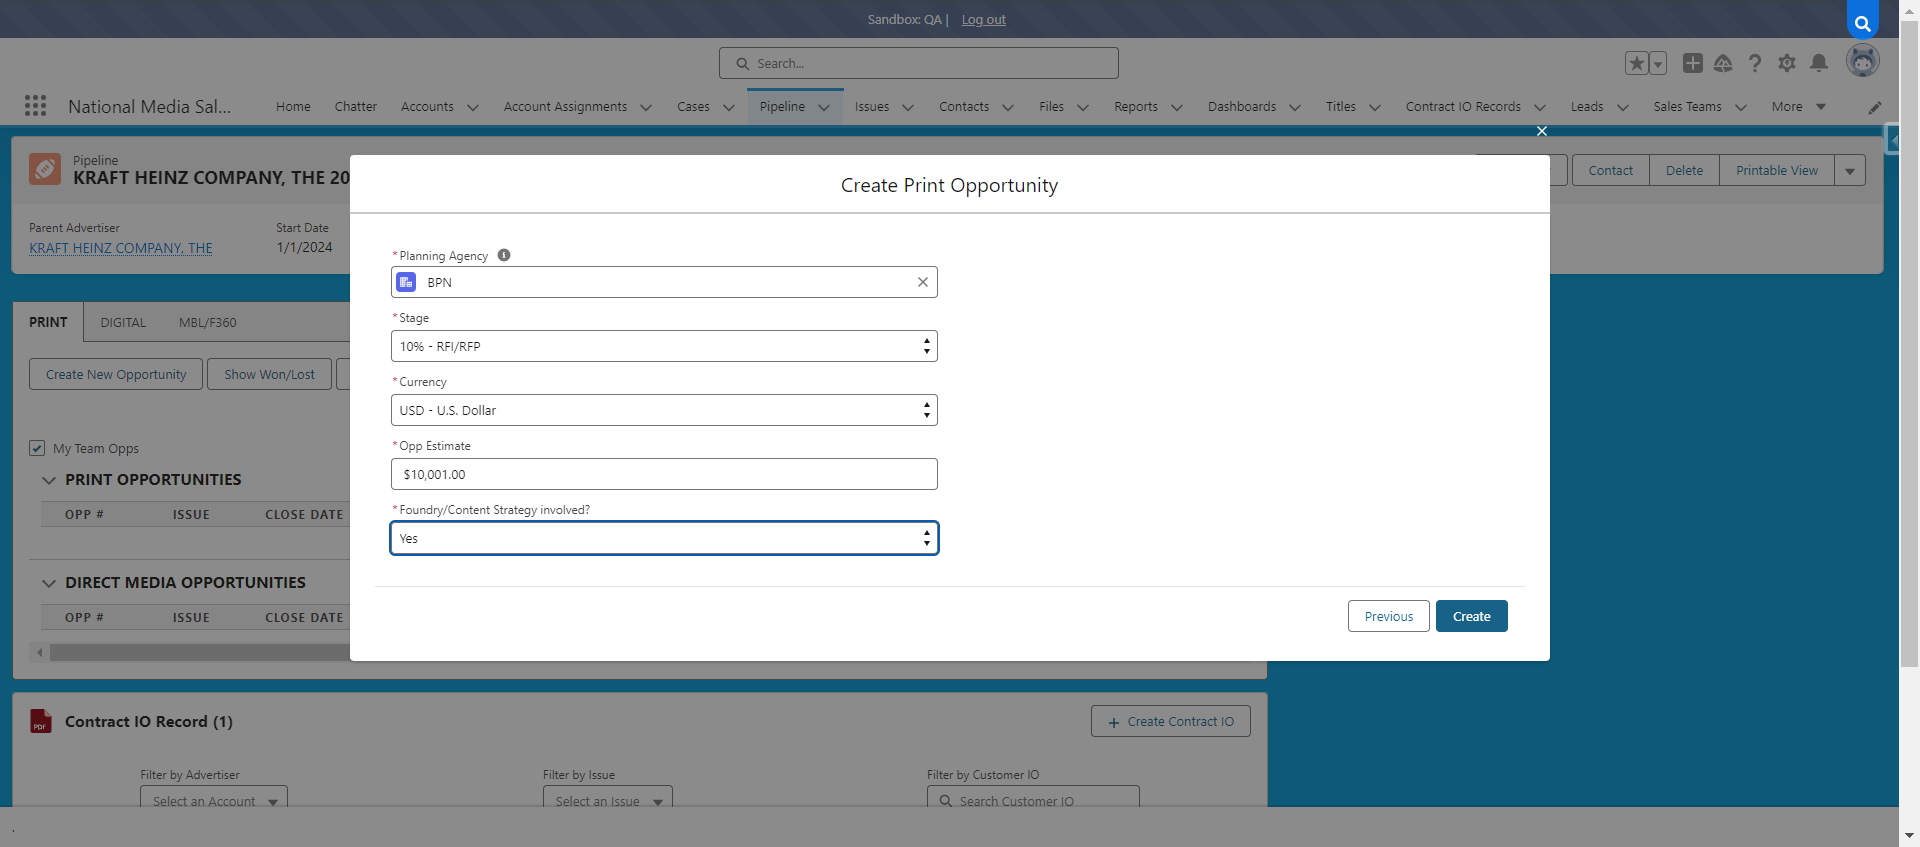 Sandbox: QA | Log out
Search...
National Media Sal...
Home Chatter Accounts Account Assignments Cases Pipeline Issues Contacts Files Reports Dashboards Titles Contract IO Records Leads Sales Teams More
Pipeline
KRAFT HEINZ COMPANY, THE 20
Contact Delete Printable View
Parent Advertiser
KRAFT HEINZ COMPANY, THE
Start Date
1/1/2024
Create Print Opportunity
*Planning Agency
BPN
*Stage
10% - RFI/RFP
*Currency
USD - U.S. Dollar
*Opp Estimate
$10,001.00
*Foundry/Content Strategy involved?
Yes
Previous Create
PRINT DIGITAL MBL/F360
Create New Opportunity Show Won/Lost
My Team Opps
PRINT OPPORTUNITIES
OPP # ISSUE CLOSE DATE
DIRECT MEDIA OPPORTUNITIES
OPP # ISSUE CLOSE DATE
PDF
Contract IO Record (1)
+ Create Contract IO
Filter by Advertiser
Select an Account
Filter by Issue
Select an Issue
Filter by Customer IO
Search Customer IO
.